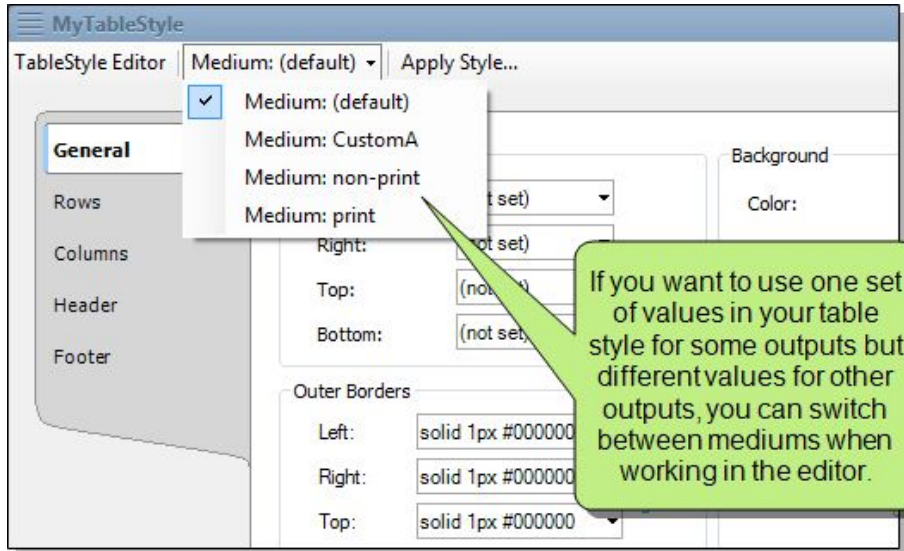 MyTableStyle
TableStyle Editor Medium: (default) Apply Style...
Medium: (default)
Medium: CustomA
Medium: non-print
Medium: print
General
Rows
Columns
Header
Footer
set)
Right: set)
Top: (not
Bottom: (not set)
Background
Color:
Outer Borders
Left: solid 1px #000000
Right: solid 1px #000000
Top: solid 1px #000000
If you want to use one set
of values in your table
style for some outputs but
different values for other
outputs, you can switch
between mediums when
working in the editor.